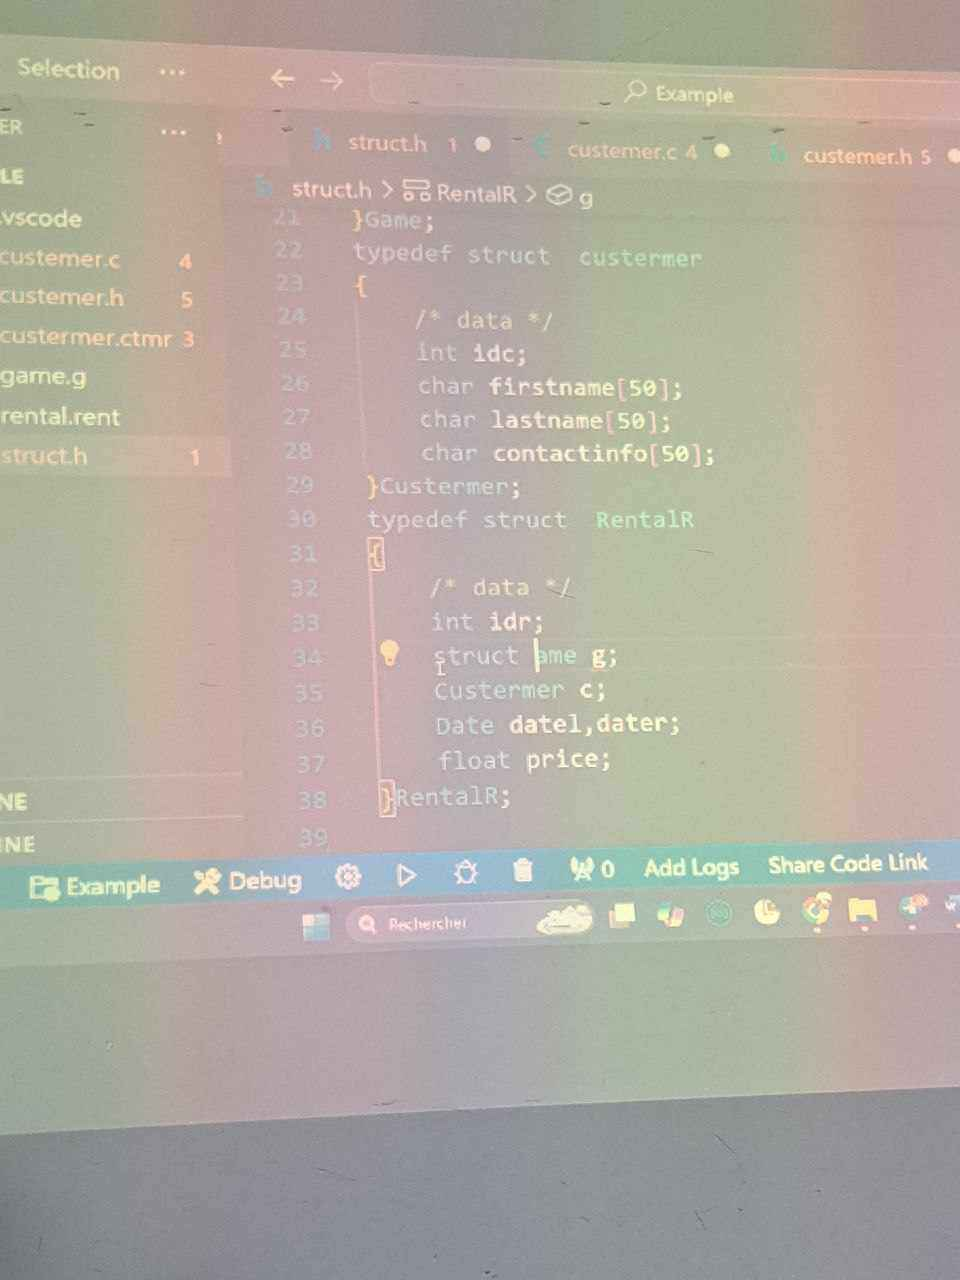 Selection ...
Example
ER ...
struct.h 1
custemer.c 4
custemer.h 5
LE
struct.h > RentalR > g
.vscode
custemer.c 4
custemer.h 5
custermer.ctmr 3
game.g
rental.rent
struct.h 1
21 }Game;
22 typedef struct custermer
23 {
24 /* data */
25 int idc;
26 char firstname[50];
27 char lastname[50];
28 char contactinfo[50];
29 }Custermer;
30 typedef struct RentalR
31 {
32 /* data */
33 int idr;
34 struct ame g;
35 Custermer c;
36 Date datel,dater;
37 float price;
38 }RentalR;
39
NE
INE
Example Debug 0 Add Logs Share Code Link
Rechercher